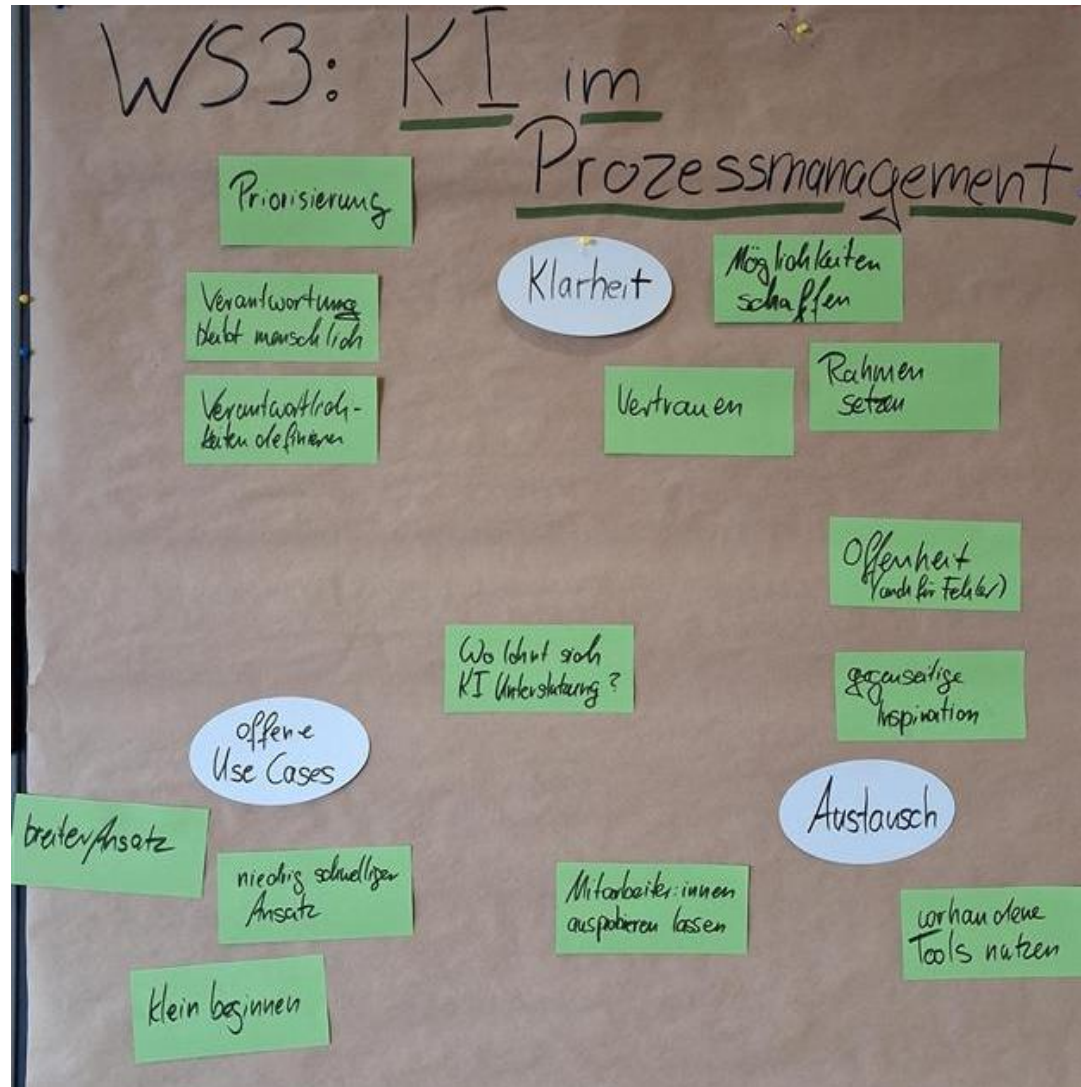 WS3: KI im
Prozessmanagement
Priorisierung
Klarheit
Möglichkeiten
schaffen
Verantwortung
bleibt menschlich
Vertrauen
Rahmen
setzen
Verantwortlich-
keiten definieren
Offenheit
(auch für Fehler)
Wo lohnt sich
KI Unterstützung?
gegenseitige
Inspiration
offene
Use Cases
Austausch
breiter Ansatz
niedrig schwelliger
Ansatz
Mitarbeiter:innen
ausprobieren lassen
vorhandene
Tools nutzen
klein beginnen